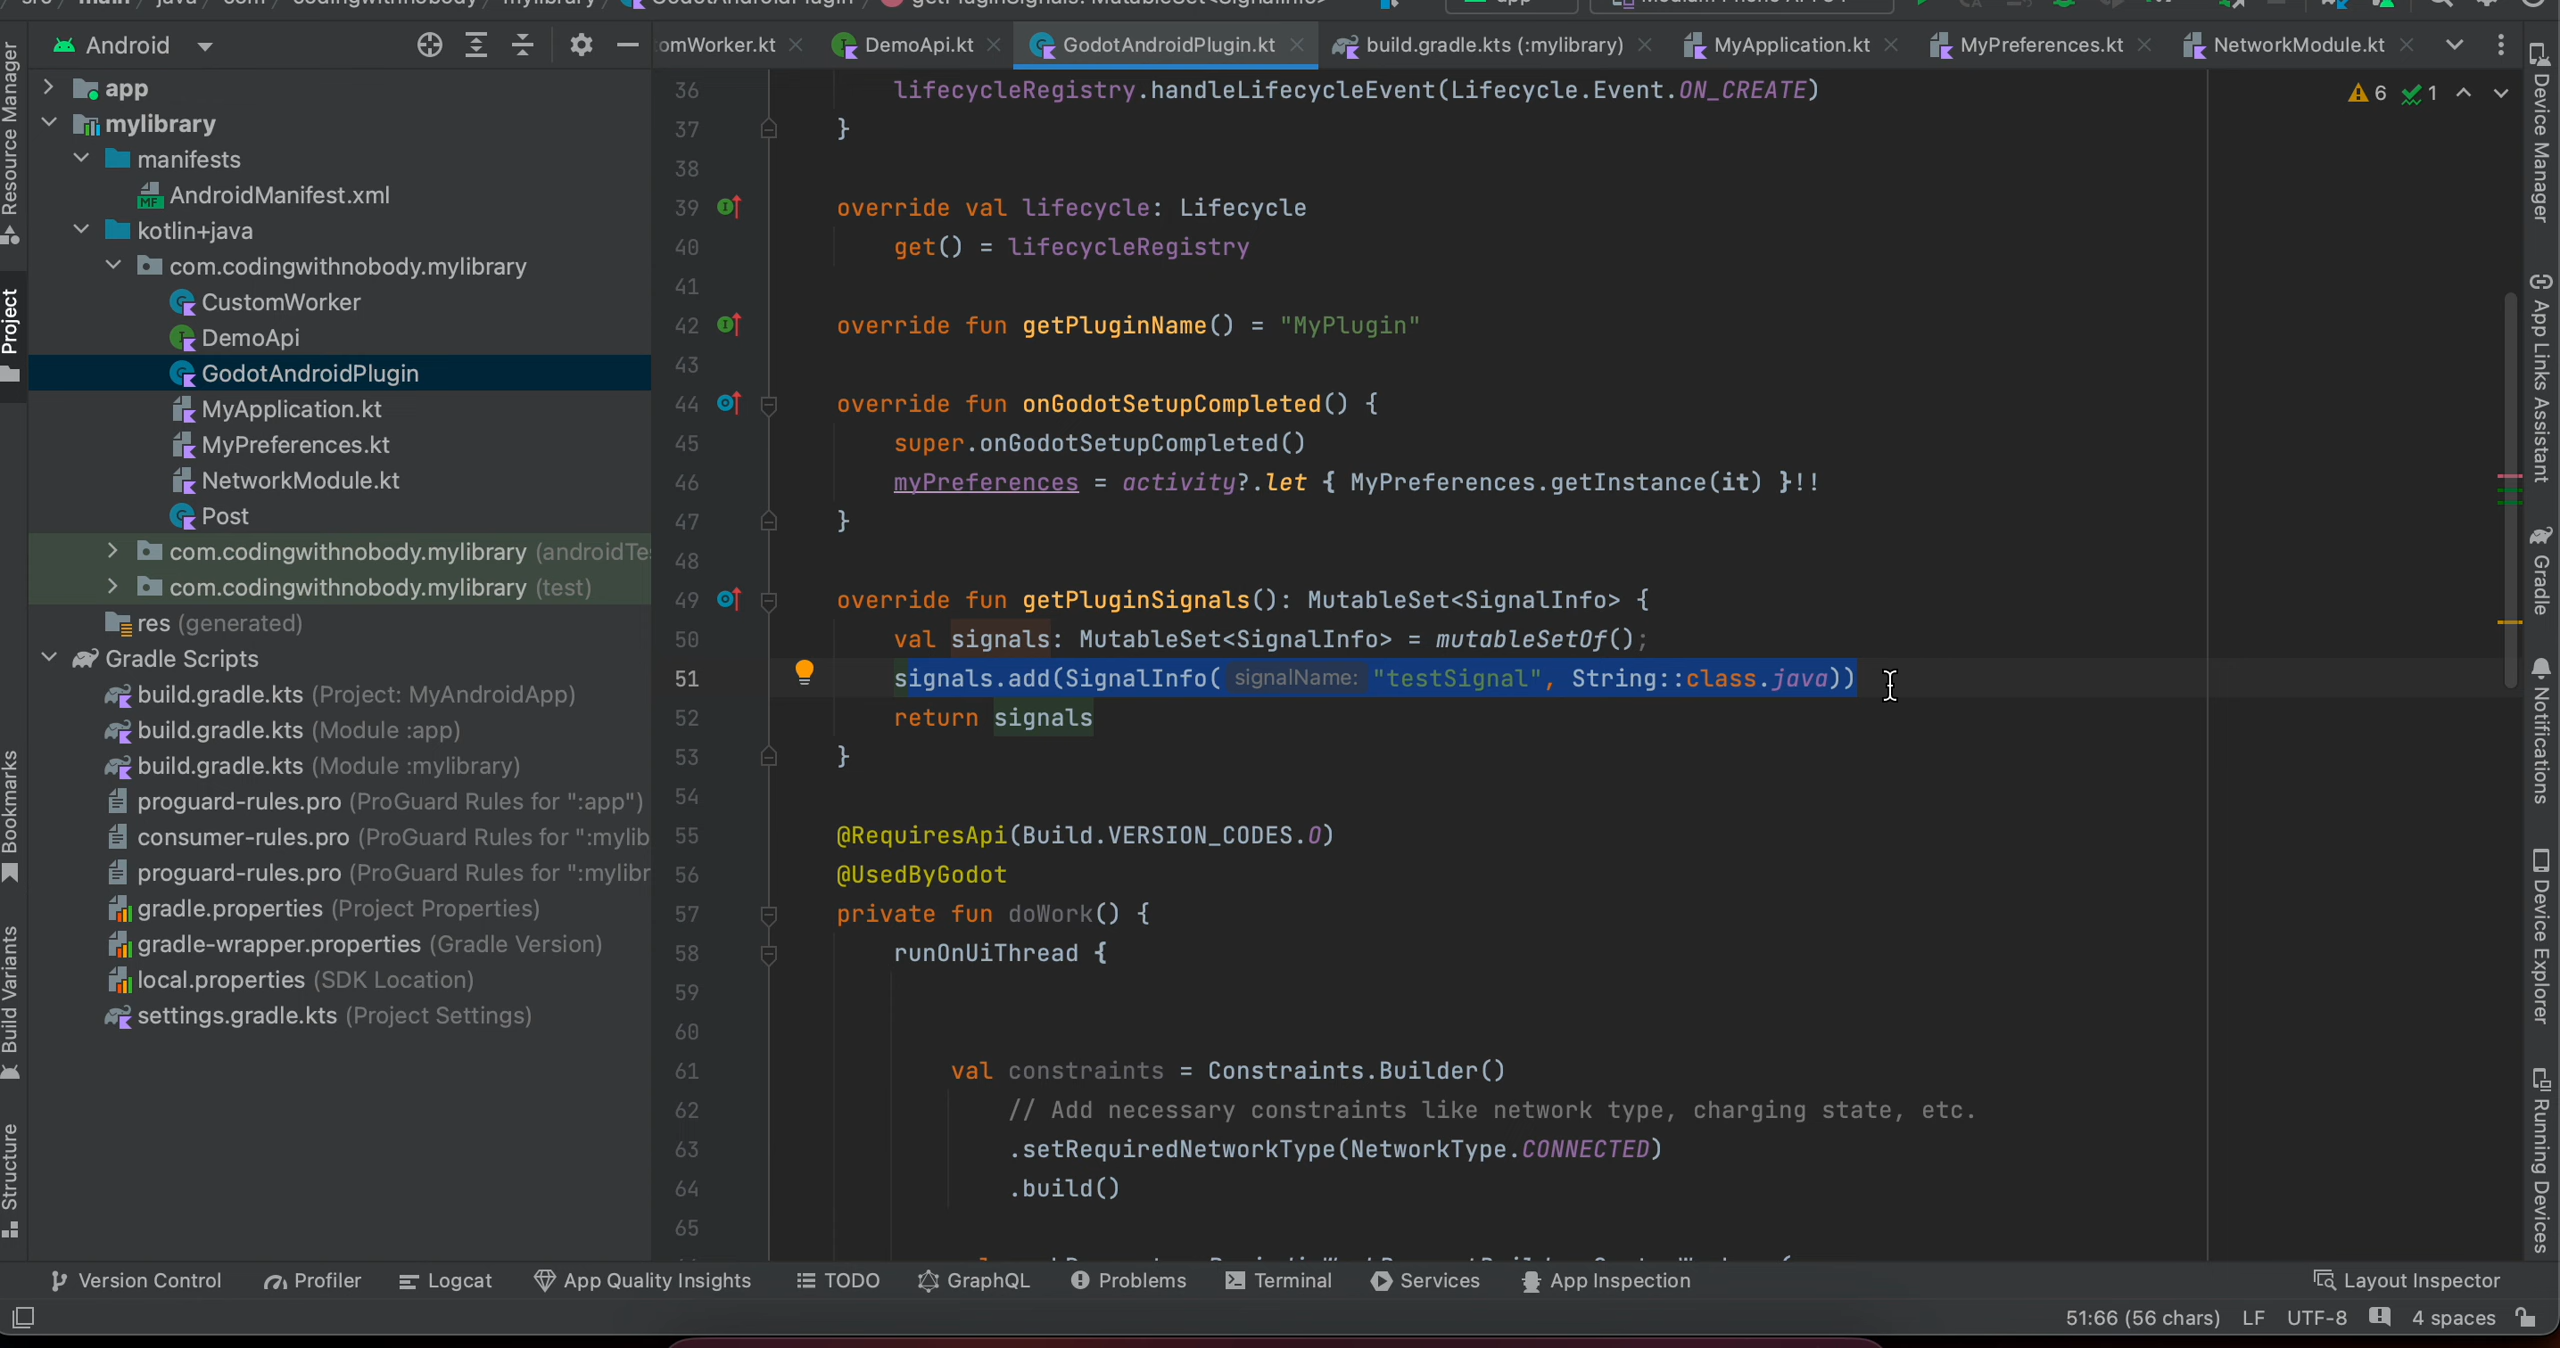 Android
omWorker.kt
DemoApi.kt
GodotAndroidPlugin.kt
build.gradle.kts (:mylibrary)
MyApplication.kt
MyPreferences.kt
NetworkModule.kt
Resource Manager
Project
Bookmarks
Build Variants
Structure
app
mylibrary
manifests
AndroidManifest.xml
kotlin+java
com.codingwithnobody.mylibrary
CustomWorker
DemoApi
GodotAndroidPlugin
MyApplication.kt
MyPreferences.kt
NetworkModule.kt
Post
com.codingwithnobody.mylibrary (androidTe
com.codingwithnobody.mylibrary (test)
res (generated)
Gradle Scripts
build.gradle.kts (Project: MyAndroidApp)
build.gradle.kts (Module :app)
build.gradle.kts (Module :mylibrary)
proguard-rules.pro (ProGuard Rules for ":app")
consumer-rules.pro (ProGuard Rules for ":mylib
proguard-rules.pro (ProGuard Rules for ":mylibr
gradle.properties (Project Properties)
gradle-wrapper.properties (Gradle Version)
local.properties (SDK Location)
settings.gradle.kts (Project Settings)
6 1
36 lifecycleRegistry.handleLifecycleEvent(Lifecycle.Event.ON_CREATE)
37 }
38
39 override val lifecycle: Lifecycle
40 get() = lifecycleRegistry
41
42 override fun getPluginName() = "MyPlugin"
43
44 override fun onGodotSetupCompleted() {
45 super.onGodotSetupCompleted()
46 myPreferences = activity?.let { MyPreferences.getInstance(it) }!!
47 }
48
49 override fun getPluginSignals(): MutableSet<SignalInfo> {
50 val signals: MutableSet<SignalInfo> = mutableSetOf();
51 signals.add(SignalInfo( signalName: "testSignal", String::class.java))
52 return signals
53 }
54
55 @RequiresApi(Build.VERSION_CODES.O)
56 @UsedByGodot
57 private fun doWork() {
58 runOnUiThread {
59
60
61 val constraints = Constraints.Builder()
62 // Add necessary constraints like network type, charging state, etc.
63 .setRequiredNetworkType(NetworkType.CONNECTED)
64 .build()
65
Device Manager
App Links Assistant
Gradle
Notifications
Device Explorer
Running Devices
Version Control
Profiler
Logcat
App Quality Insights
TODO
GraphQL
Problems
Terminal
Services
App Inspection
Layout Inspector
51:66 (56 chars)
LF
UTF-8
4 spaces